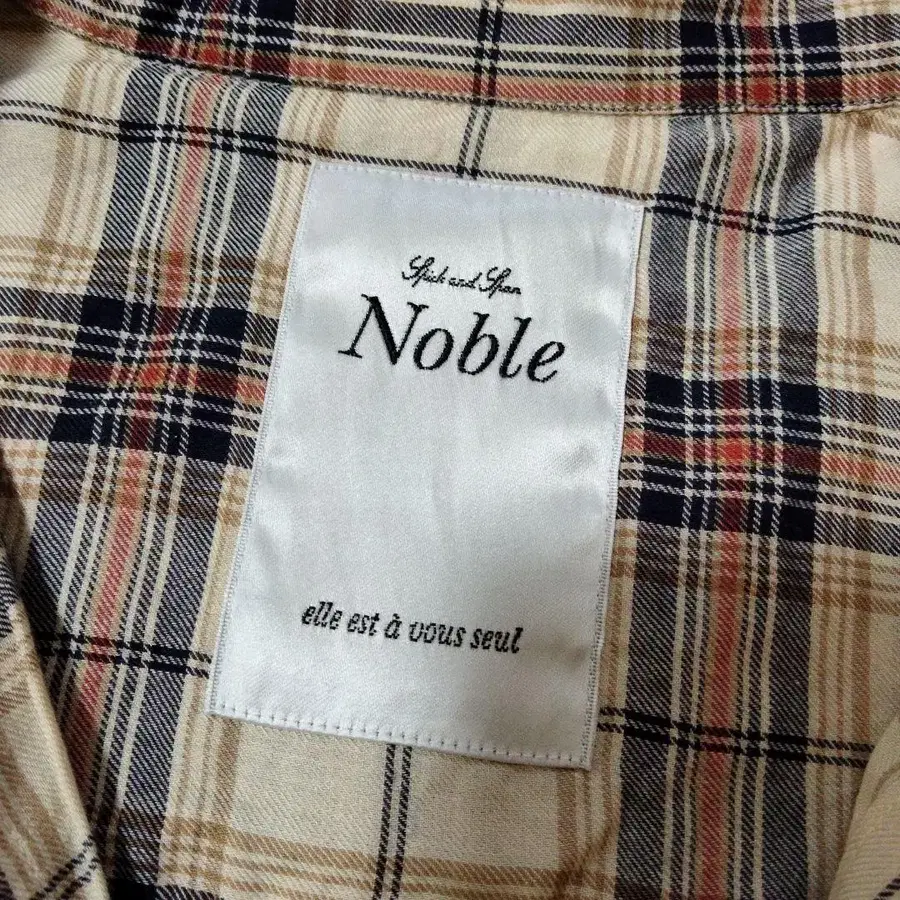 Spick and Span
Noble
elle est à vous seul